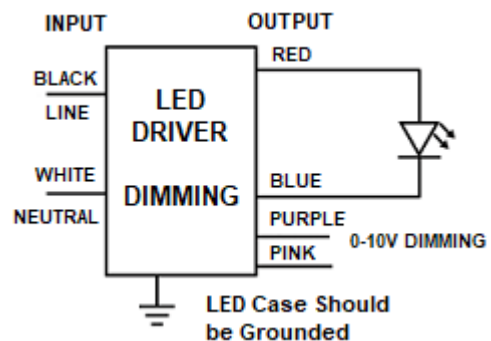 INPUT
OUTPUT
BLACK
LINE
WHITE
NEUTRAL
LED
DRIVER
DIMMING
RED
BLUE
PURPLE
PINK
0-10V DIMMING
LED Case Should
be Grounded